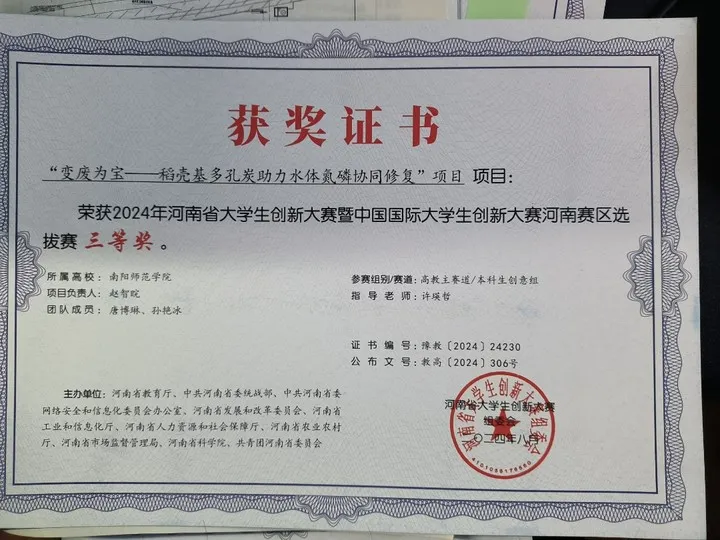 获奖证书
“变废为宝——稻壳基多孔炭助力水体氮磷协同修复”项目 项目：
荣获2024年河南省大学生创新大赛暨中国国际大学生创新大赛河南赛区选
拔赛 三等奖 。
所属高校：南阳师范学院
项目负责人：赵智睆
团队成员：唐博琳、孙艳冰
参赛组别/赛道：高教主赛道/本科生创意组
指导老师：许瑛哲
证书编号：豫教〔2024〕24230
公布文号：教高〔2024〕306号
主办单位：河南省教育厅、中共河南省委统战部、中共河南省委
网络安全和信息化委员会办公室、河南省发展和改革委员会、河南省
工业和信息化厅、河南省人力资源和社会保障厅、河南省农业农村
厅、河南省市场监督管理局、河南省科学院、共青团河南省委员会
河南省大学生创新大赛
组委会
二〇二四年八月